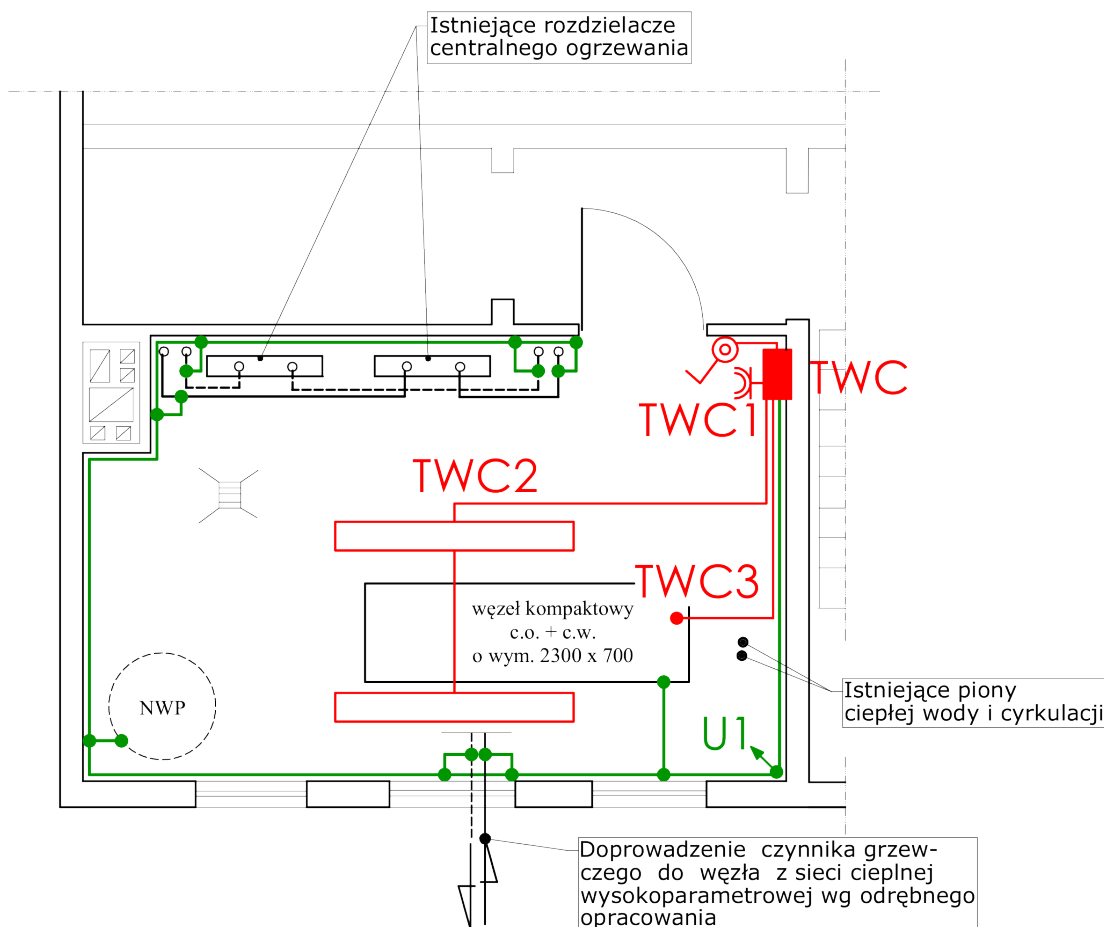 Istniejące rozdzielacze
centralnego ogrzewania
TWC
TWC1
TWC2
TWC3
węzeł kompaktowy
c.o. + c.w.
o wym. 2300 x 700
Istniejące piony
ciepłej wody i cyrkulacji
NWP
U1
Doprowadzenie czynnika grzew-
czego do węzła z sieci cieplnej
wysokoparametrowej wg odrębnego
opracowania